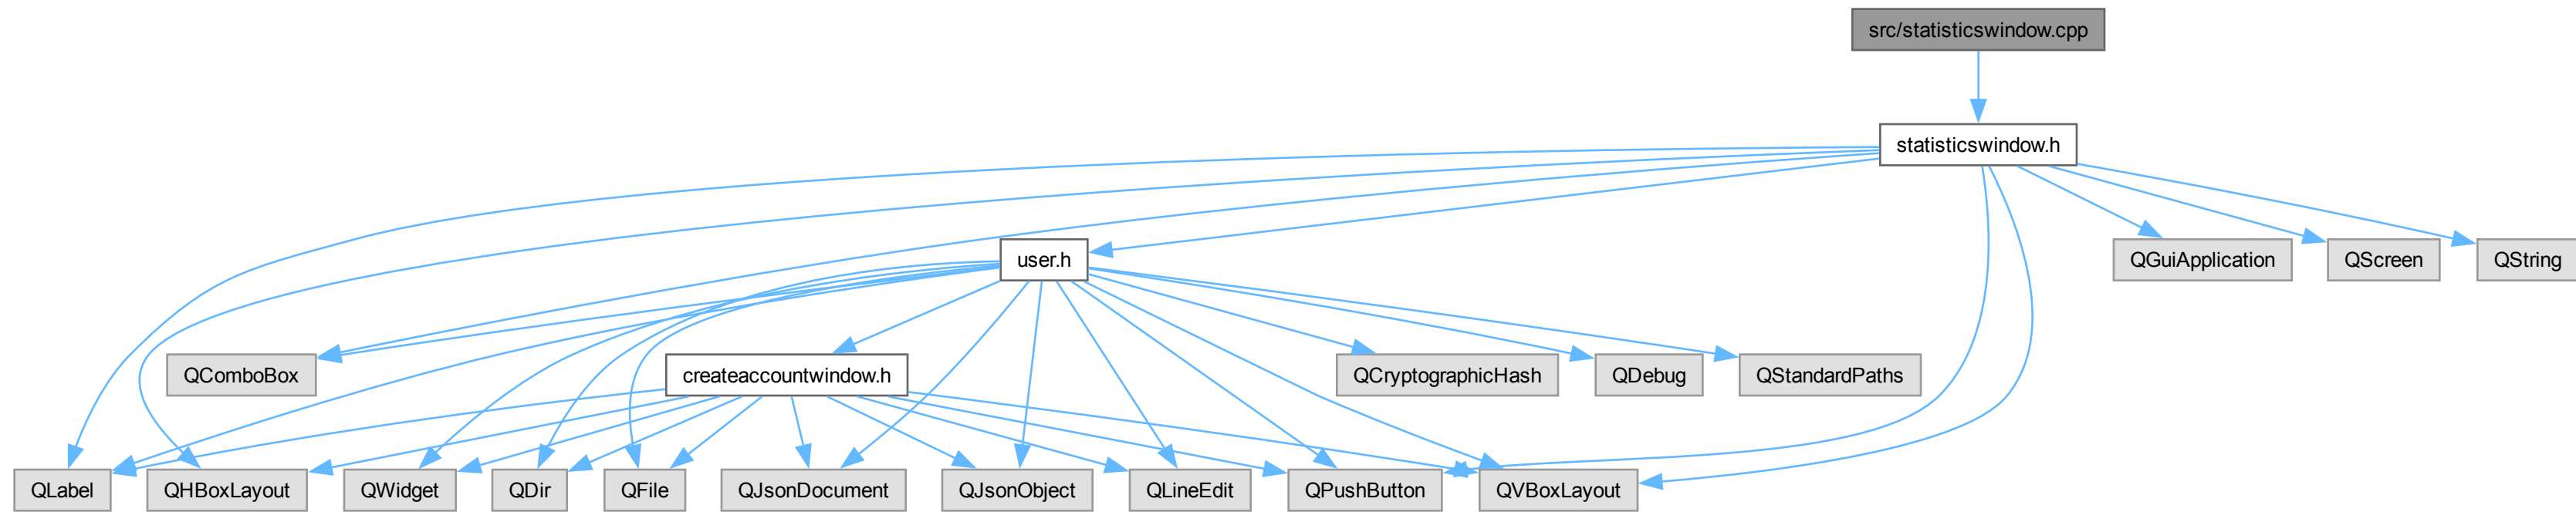 src/statisticswindow.cpp
statisticswindow.h
user.h
QGuiApplication
QScreen
QString
QComboBox
createaccountwindow.h
QCryptographicHash
QDebug
QStandardPaths
QLabel
QHBoxLayout
QWidget
QDir
QFile
QJsonDocument
QJsonObject
QLineEdit
QPushButton
QVBoxLayout